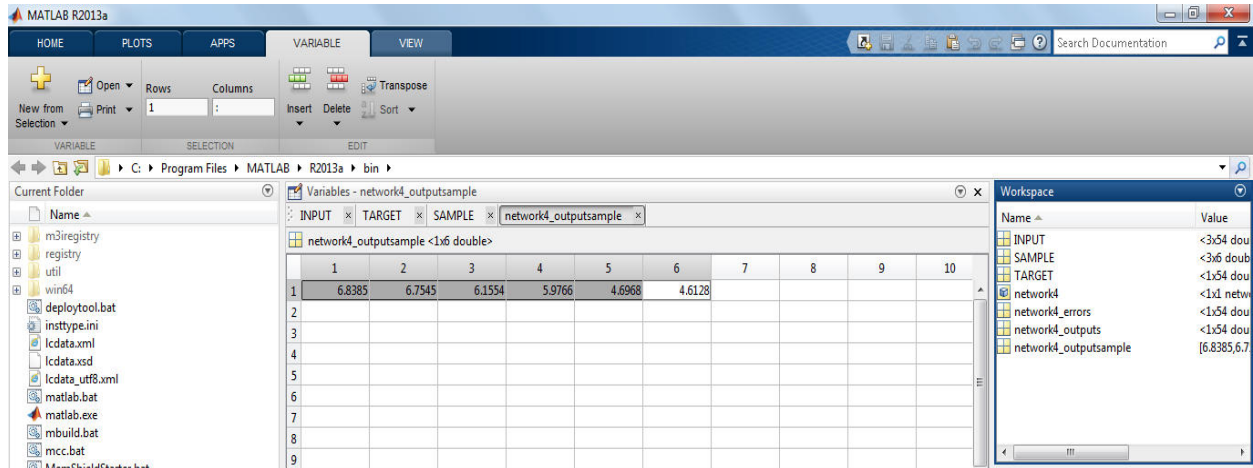 MATLAB R2013a
HOME PLOTS APPS VARIABLE VIEW
Search Documentation
New from Selection
Open
Print
Rows Columns
1 :
Insert Delete
Transpose
Sort
VARIABLE SELECTION EDIT
C: Program Files MATLAB R2013a bin
Current Folder
Name
m3iregistry
registry
util
win64
deploytool.bat
insttype.ini
lcdata.xml
lcdata.xsd
lcdata_utf8.xml
matlab.bat
matlab.exe
mbuild.bat
mcc.bat
Variables - network4_outputsample
INPUT TARGET SAMPLE network4_outputsample
network4_outputsample <1x6 double>
1 2 3 4 5 6 7 8 9 10
1 6.8385 6.7545 6.1554 5.9766 4.6968 4.6128
2
3
4
5
6
7
8
9
Workspace
Name Value
INPUT <3x54 dou
SAMPLE <3x6 doub
TARGET <1x54 dou
network4 <1x1 netw
network4_errors <1x54 dou
network4_outputs <1x54 dou
network4_outputsample [6.8385,6.7